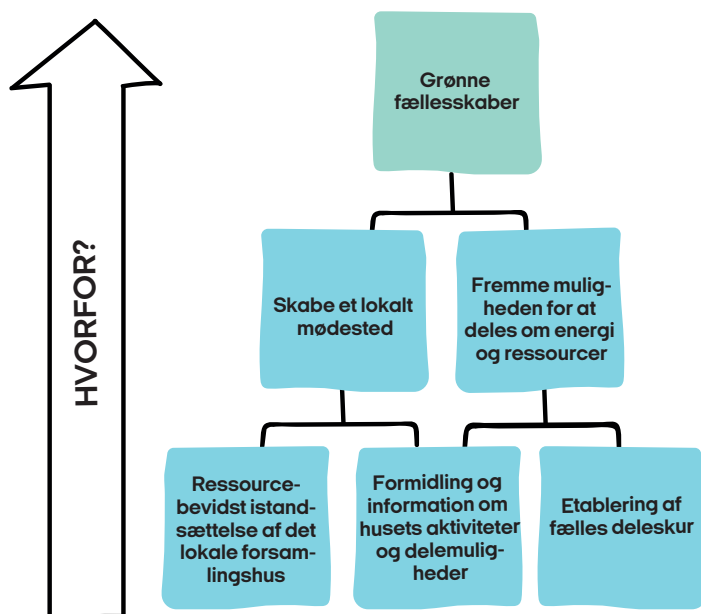 Grønne
fællesskaber
HVORFOR?
Skabe et lokalt
mødested
Fremme mulig-
heden for at
deles om energi
og ressourcer
Ressource-
bevidst istand-
sættelse af det
lokale forsam-
lingshus
Formidling og
information om
husets aktiviteter
og delemulig-
heder
Etablering af
fælles deleskur